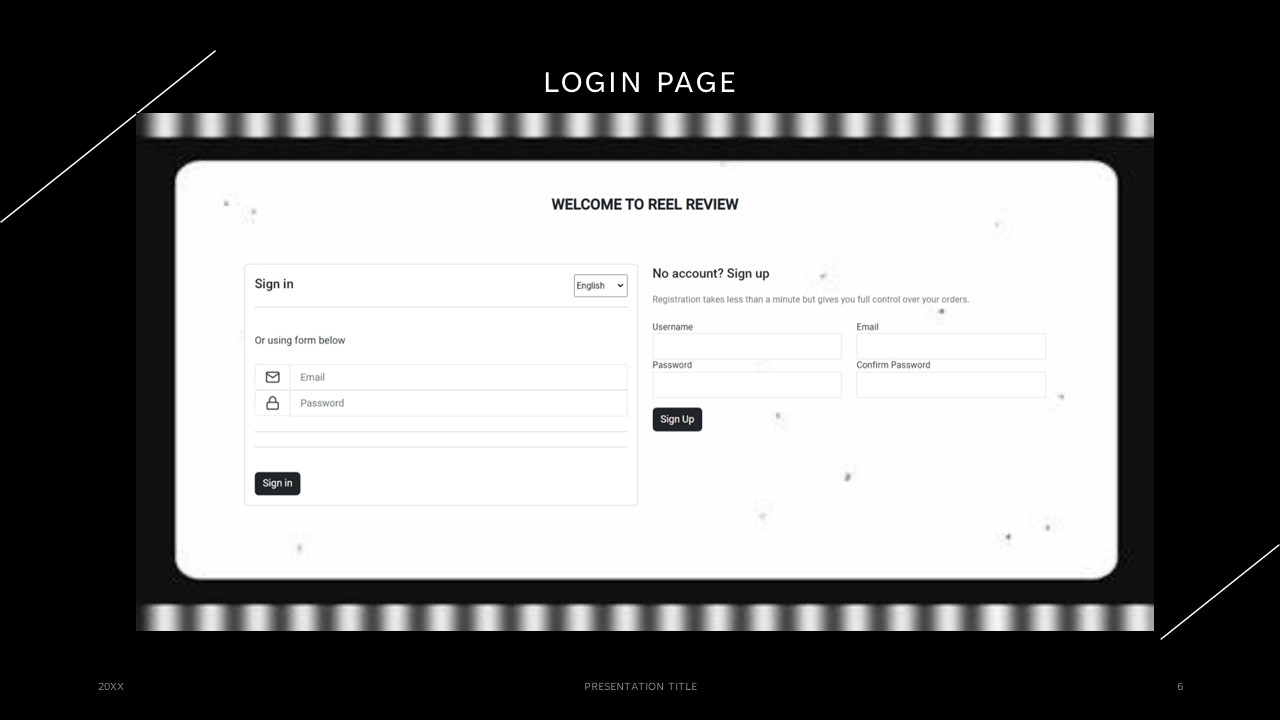 LOGIN PAGE
WELCOME TO REEL REVIEW
Sign in
English
Or using form below
Email
Password
Sign in
No account? Sign up
Registration takes less than a minute but gives you full control over your orders.
Username Email
Password Confirm Password
Sign Up
20XX PRESENTATION TITLE 6